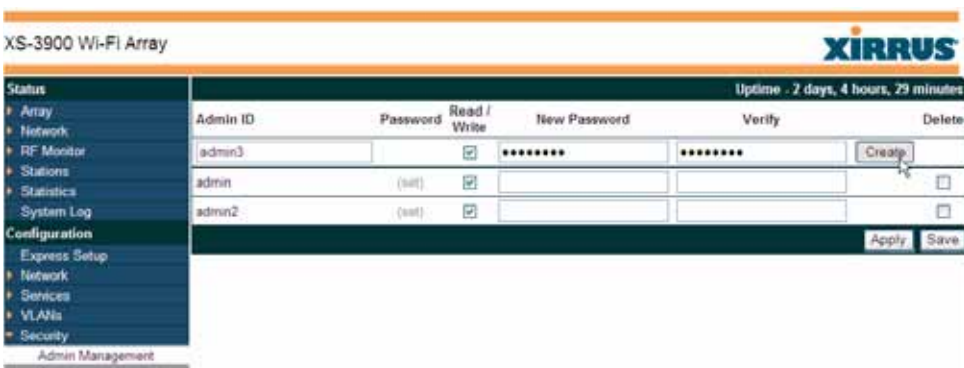 XS-3900 Wi-Fi Array
XIRRUS
Status
Uptime - 2 days, 4 hours, 29 minutes
Array
Network
RF Monitor
Stations
Statistics
System Log
Configuration
Express Setup
Network
Services
VLANs
Security
Admin Management
Admin ID Password Read / Write New Password Verify Delete
admin3 •••••••• •••••••• Create
admin (set)
admin2 (set)
Apply Save